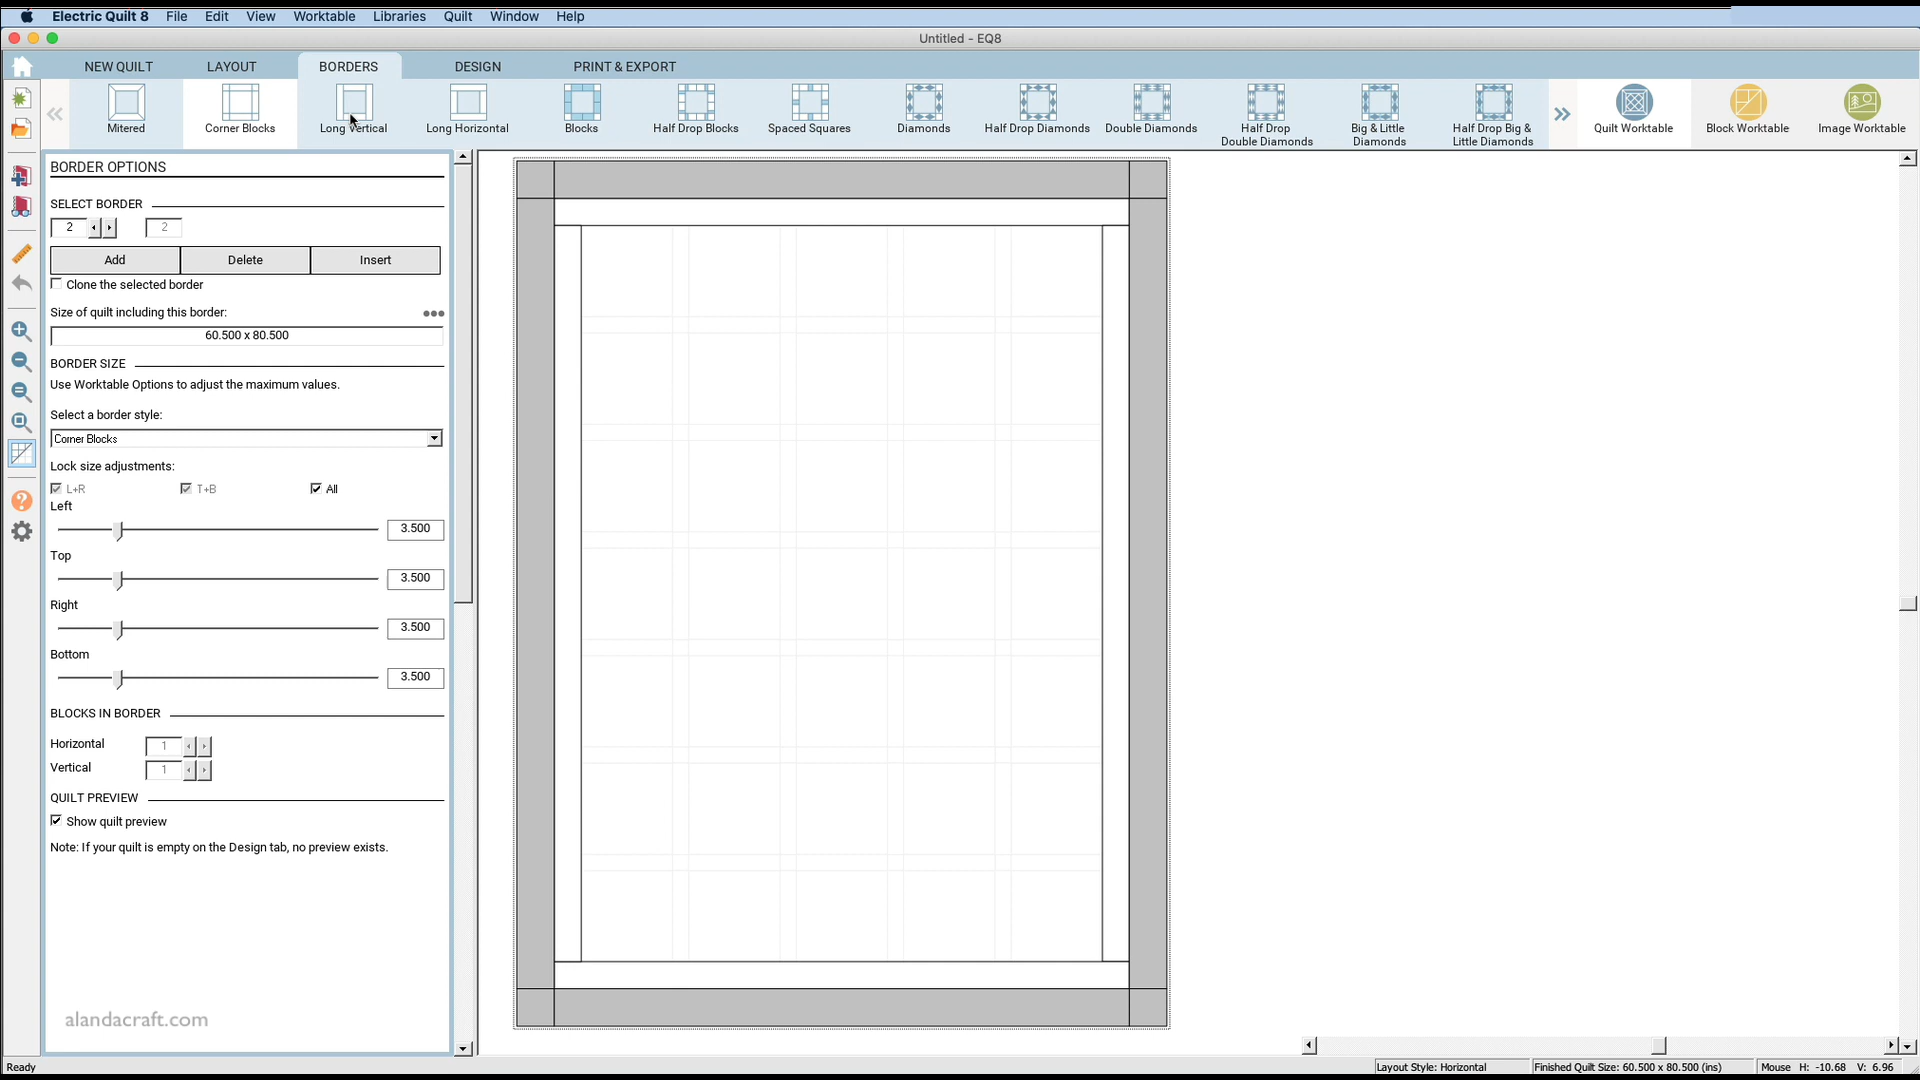 Electric Quilt 8 File Edit View Worktable Libraries Quilt Window Help
Untitled - EQ8
NEW QUILT LAYOUT BORDERS DESIGN PRINT & EXPORT
Mitered
Corner Blocks
Long Vertical
Long Horizontal
Blocks
Half Drop Blocks
Spaced Squares
Diamonds
Half Drop Diamonds
Double Diamonds
Half Drop
Double Diamonds
Big & Little
Diamonds
Half Drop Big &
Little Diamonds
Quilt Worktable
Block Worktable
Image Worktable
BORDER OPTIONS
SELECT BORDER
2 2
Add Delete Insert
Clone the selected border
Size of quilt including this border:
60.500 x 80.500
BORDER SIZE
Use Worktable Options to adjust the maximum values.
Select a border style:
Corner Blocks
Lock size adjustments:
L+R T+B All
Left
3.500
Top
3.500
Right
3.500
Bottom
3.500
BLOCKS IN BORDER
Horizontal 1
Vertical 1
QUILT PREVIEW
Show quilt preview
Note: If your quilt is empty on the Design tab, no preview exists.
alandacraft.com
Ready
Layout Style: Horizontal
Finished Quilt Size: 60.500 x 80.500 (ins)
Mouse H: -10.68 V: 6.96